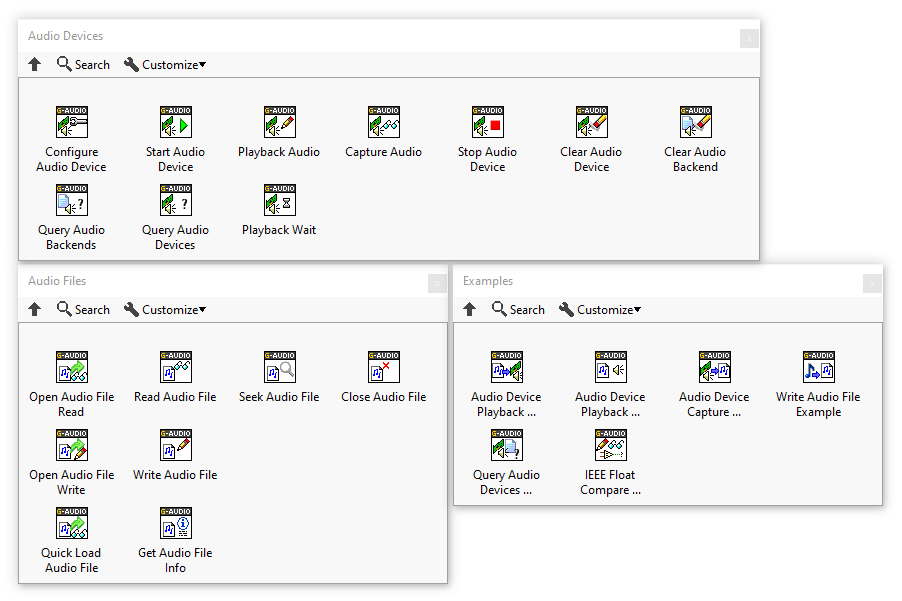 Audio Devices
x
Search Customize▾
G-AUDIO G-AUDIO G-AUDIO G-AUDIO G-AUDIO G-AUDIO G-AUDIO
Configure Start Audio Playback Audio Capture Audio Stop Audio Clear Audio Clear Audio
Audio Device Device Device Device Backend
G-AUDIO G-AUDIO G-AUDIO
? ?
Query Audio Query Audio Playback Wait
Backends Devices
Audio Files
x
Search Customize▾
G-AUDIO G-AUDIO G-AUDIO G-AUDIO
Open Audio File Read Audio File Seek Audio File Close Audio File
Read
G-AUDIO G-AUDIO
Open Audio File Write Audio File
Write
G-AUDIO G-AUDIO
Quick Load Get Audio File
Audio File Info
Examples
x
Search Customize▾
G-AUDIO G-AUDIO G-AUDIO G-AUDIO
Audio Device Audio Device Audio Device Write Audio File
Playback ... Playback ... Capture ... Example
G-AUDIO G-AUDIO
?
Query Audio IEEE Float
Devices ... Compare ...